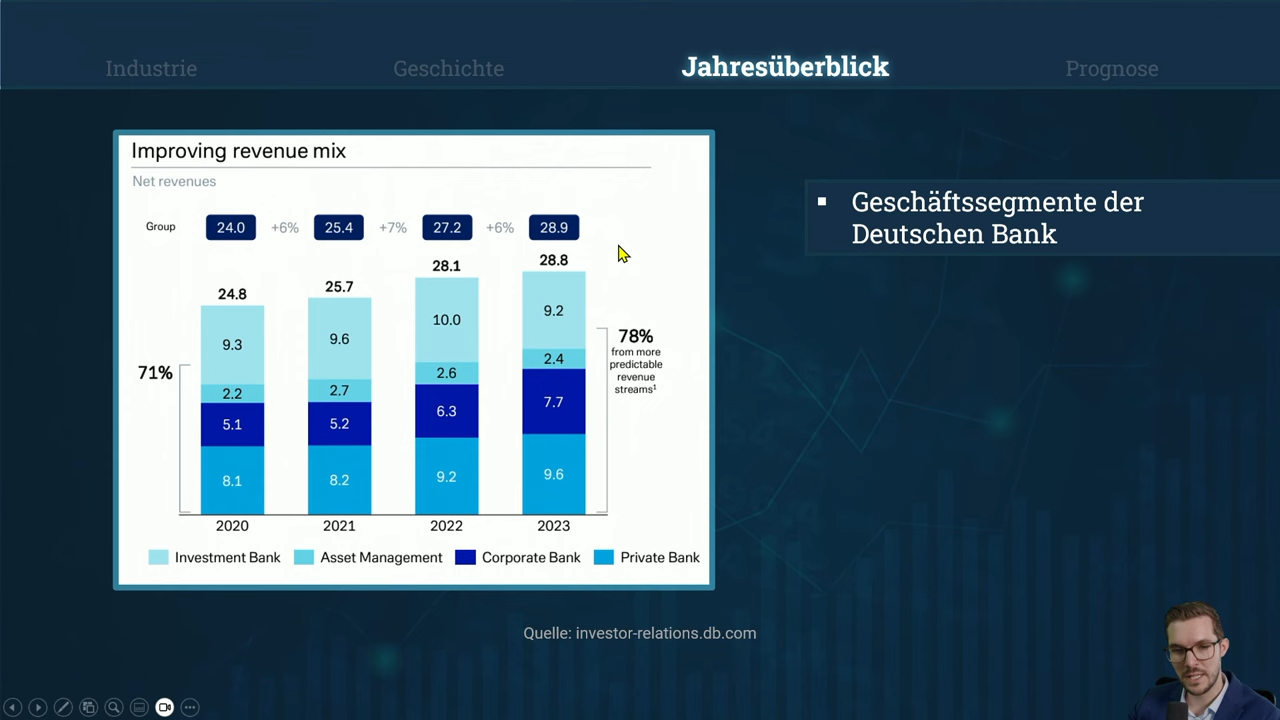 Industrie
Geschichte
Jahresüberblick
Prognose
Improving revenue mix
Net revenues
Group 24.0 +6% 25.4 +7% 27.2 +6% 28.9
24.8 25.7 28.1 28.8
9.3 9.6 10.0 9.2
2.2 2.7 2.6 2.4
5.1 5.2 6.3 7.7
8.1 8.2 9.2 9.6
71%
78%
from more
predictable
revenue
streams¹
2020 2021 2022 2023
Investment Bank Asset Management Corporate Bank Private Bank
▪ Geschäftssegmente der
Deutschen Bank
Quelle: investor-relations.db.com